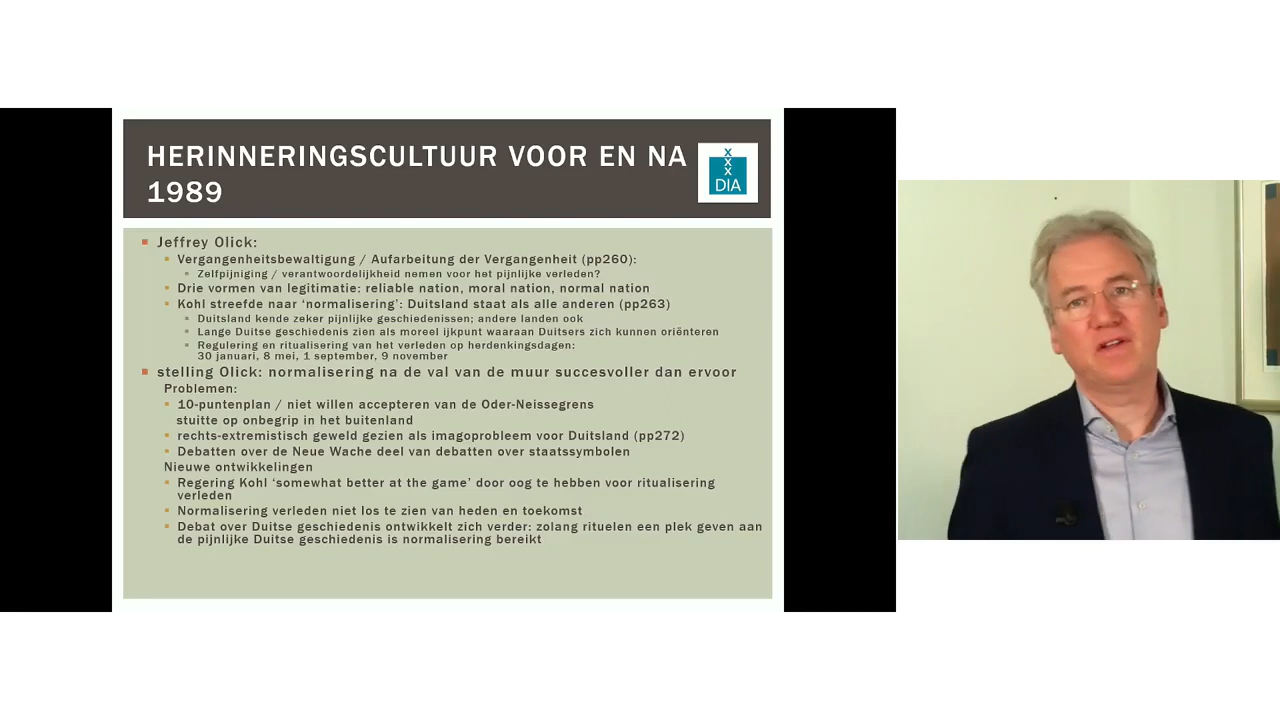 HERINNERINGSCULTUUR VOOR EN NA
1989
X
X
X
DIA
Jeffrey Olick:
Vergangenheitsbewaltigung / Aufarbeitung der Vergangenheit (pp260):
Zelfpijniging / verantwoordelijkheid nemen voor het pijnlijke verleden?
Drie vormen van legitimatie: reliable nation, moral nation, normal nation
Kohl streefde naar ‘normalisering’: Duitsland staat als alle anderen (pp263)
Duitsland kende zeker pijnlijke geschiedenissen; andere landen ook
Lange Duitse geschiedenis zien als moreel ijkpunt waaraan Duitsers zich kunnen oriënteren
Regulering en ritualisering van het verleden op herdenkingsdagen:
30 januari, 8 mei, 1 september, 9 november
stelling Olick: normalisering na de val van de muur succesvoller dan ervoor
Problemen:
10-puntenplan / niet willen accepteren van de Oder-Neissegrens
stuitte op onbegrip in het buitenland
rechts-extremistisch geweld gezien als imagoprobleem voor Duitsland (pp272)
Debatten over de Neue Wache deel van debatten over staatssymbolen
Nieuwe ontwikkelingen
Regering Kohl ‘somewhat better at the game’ door oog te hebben voor ritualisering
verleden
Normalisering verleden niet los te zien van heden en toekomst
Debat over Duitse geschiedenis ontwikkelt zich verder: zolang rituelen een plek geven aan
de pijnlijke Duitse geschiedenis is normalisering bereikt